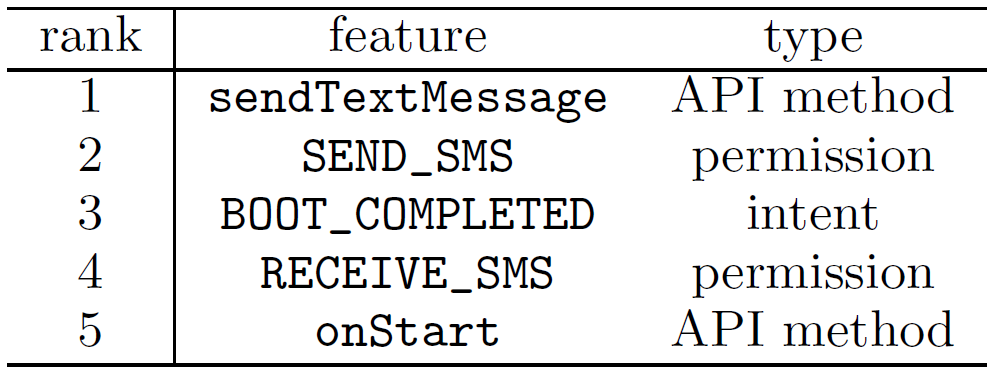 rank feature type
1 sendTextMessage API method
2 SEND_SMS permission
3 BOOT_COMPLETED intent
4 RECEIVE_SMS permission
5 onStart API method